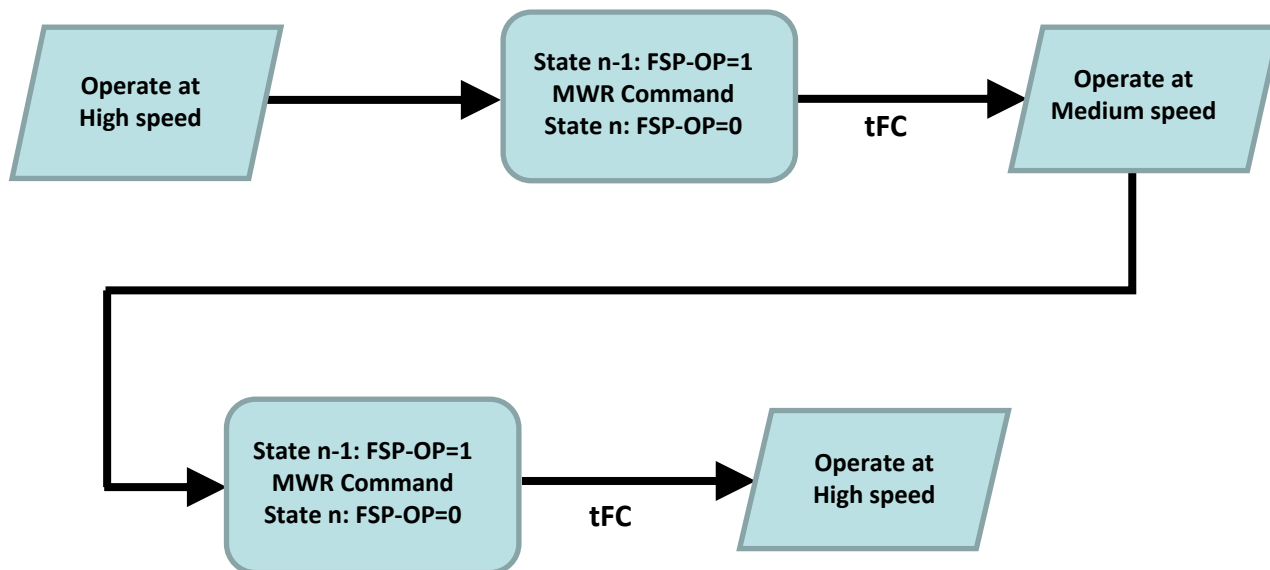 Operate at
High speed
State n-1: FSP-OP=1
MWR Command
State n: FSP-OP=0
tFC
Operate at
Medium speed
State n-1: FSP-OP=1
MWR Command
State n: FSP-OP=0
tFC
Operate at
High speed